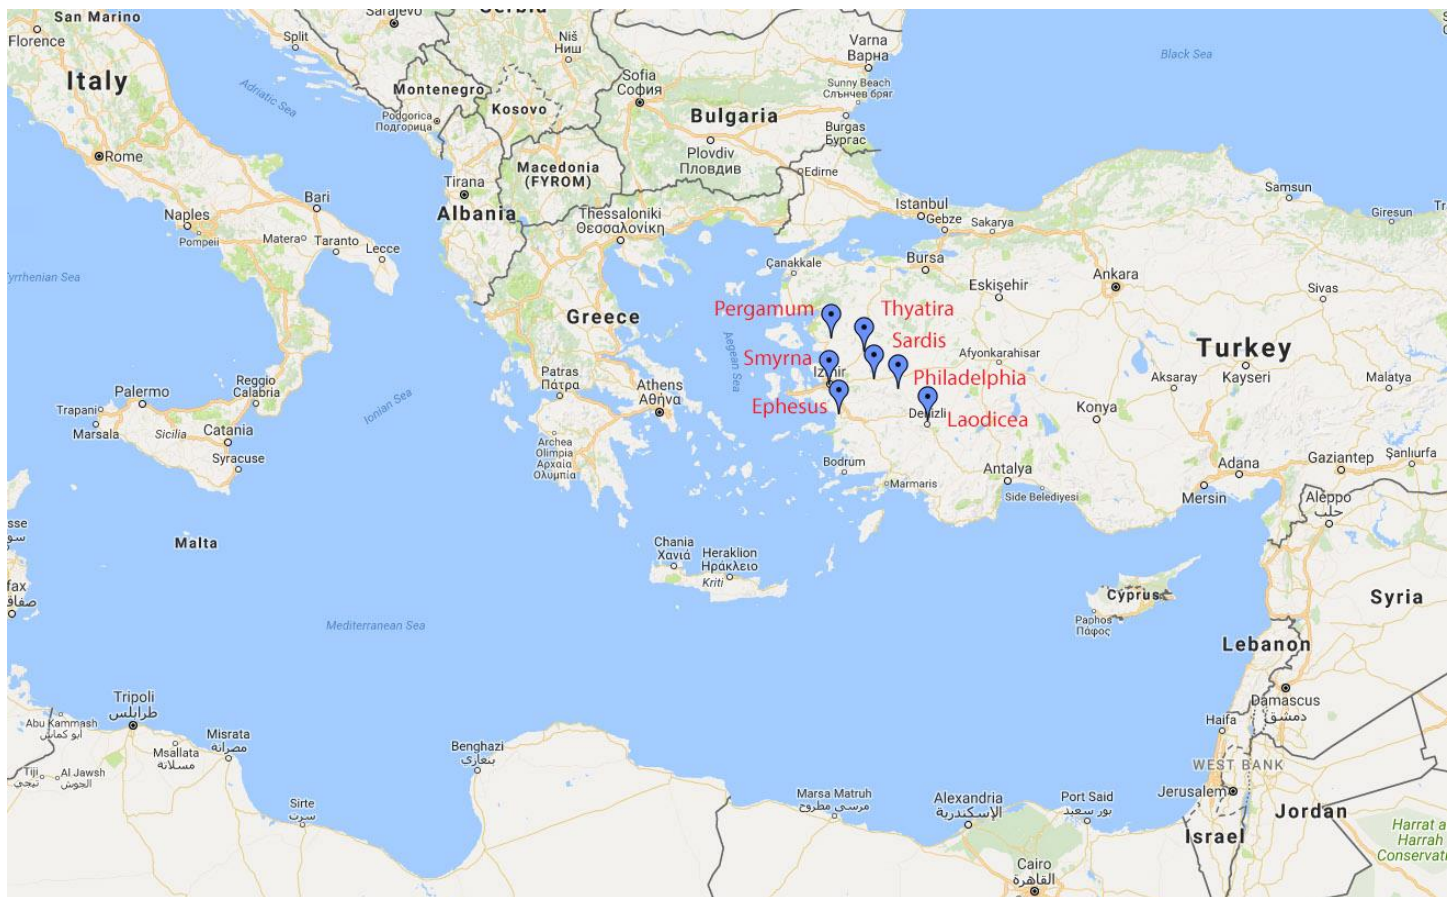 San Marino
Florence
Italy
Rome
Naples
Pompeii
Bari
Matera
Taranto
Lecce
Adriatic Sea
Split
Sarajevo
Serbia
Niš
Ниш
Montenegro
Podgorica
Подгорица
Kosovo
Sofia
София
Bulgaria
Plovdiv
Пловдив
Varna
Варна
Sunny Beach
Слънчев бряг
Burgas
Бургас
Black Sea
Macedonia
(FYROM)
Tirana
Albania
Thessaloniki
Θεσσαλονίκη
Edirne
Istanbul
Gebze
Sakarya
Samsun
Giresun
Çanakkale
Bursa
Eskişehir
Ankara
Sivas
Greece
Aegean Sea
Pergamum
Thyatira
Sardis
Smyrna
Izmir
Philadelphia
Ephesus
Denizli
Laodicea
Afyonkarahisar
Turkey
Kayseri
Aksaray
Malatya
Konya
Patras
Πάτρα
Athens
Αθήνα
Archea
Olimpia
Αρχαία
Ολυμπία
Bodrum
Marmaris
Antalya
Side Belediyesi
Mersin
Adana
Gaziantep
Şanlıurfa
Tyrrhenian Sea
Palermo
Trapani
Marsala
Sicilia
Reggio
Calabria
Catania
Syracuse
Ionian Sea
Malta
Chania
Χανιά
Heraklion
Ηράκλειο
Kriti
Mediterranean Sea
Cyprus
Paphos
Πάφος
Aleppo
حلب
Syria
Lebanon
Damascus
دمشق
Haifa
WEST BANK
Jerusalem
Israel
Jordan
Tripoli
طرابلس
Abu Kammash
أبو كماش
Tiji
تيجي
Al Jawsh
الجوش
Msallata
مسلاتة
Misrata
مصراتة
Sirte
سرت
Benghazi
بنغازي
Marsa Matruh
مرسى مطروح
Alexandria
الإسكندرية
Port Said
بور سعيد
Cairo
القاهرة
Harrat a
Harrah
Conservat